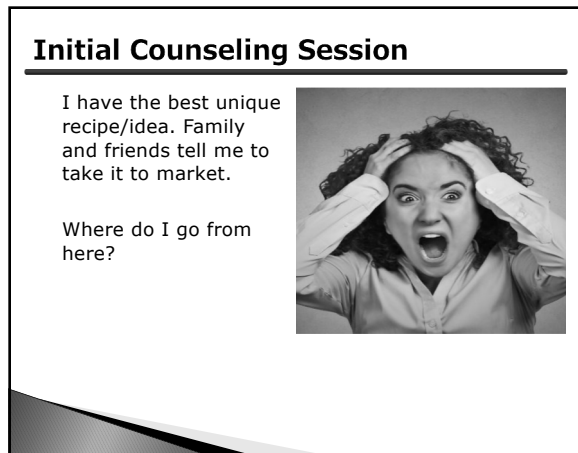 Initial Counseling Session
I have the best unique
recipe/idea. Family
and friends tell me to
take it to market.
Where do I go from
here?